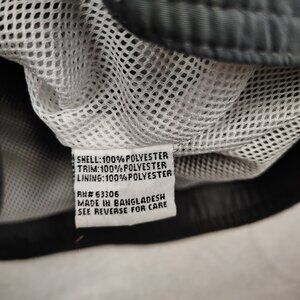 SHELL:100% POLYESTER
TRIM:100% POLYESTER
LINING:100% POLYESTER
RN# 63306
MADE IN BANGLADESH
SEE REVERSE FOR CARE